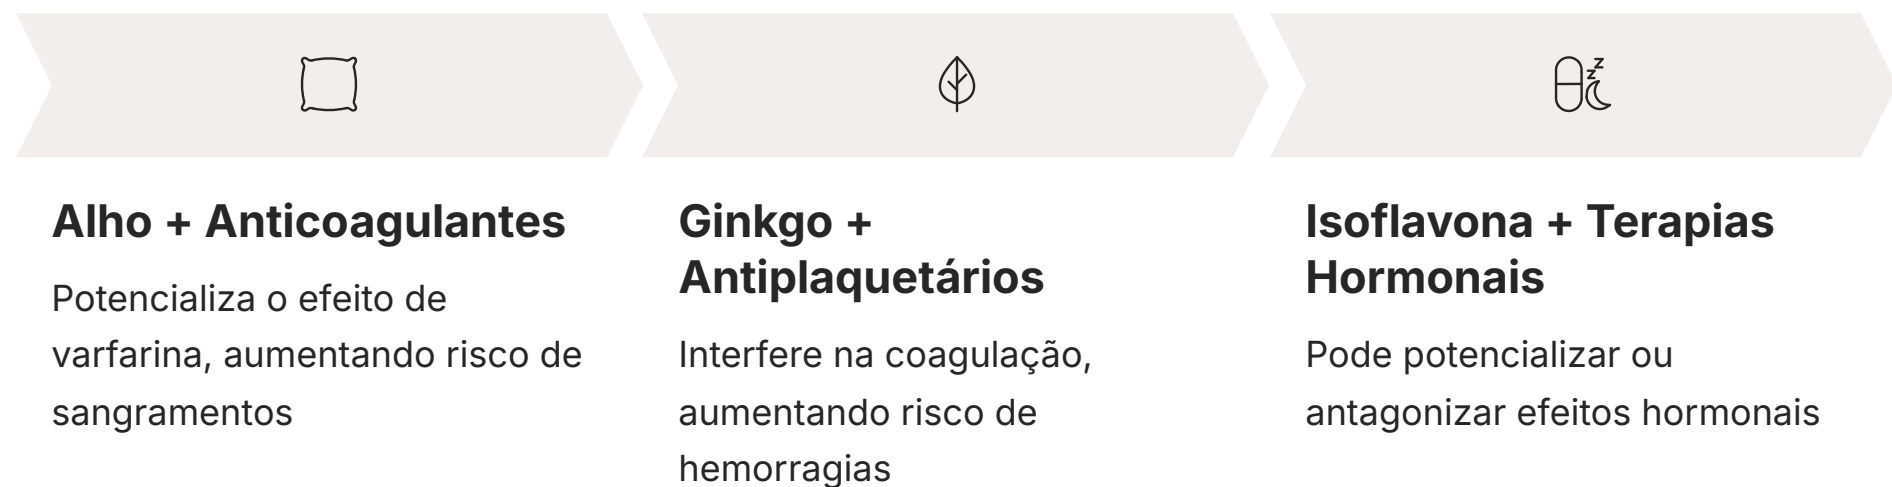 Alho + Anticoagulantes
Potencializa o efeito de
varfarina, aumentando risco de
sangramentos
Ginkgo +
Antiplaquetários
Interfere na coagulação,
aumentando risco de
hemorragias
Isoflavona + Terapias
Hormonais
Pode potencializar ou
antagonizar efeitos hormonais